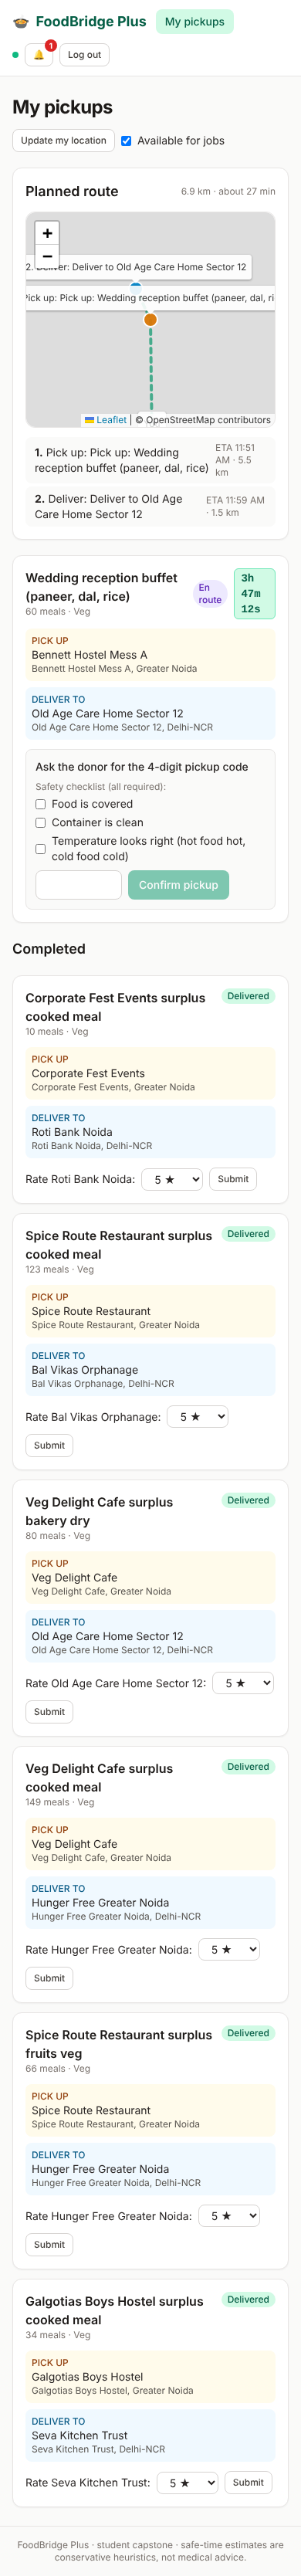 FoodBridge Plus
My pickups
1
Log out
My pickups
Update my location
Available for jobs
Planned route
6.9 km · about 27 min
+
−
2. Deliver: Deliver to Old Age Care Home Sector 12
Pick up: Pick up: Wedding reception buffet (paneer, dal, ri
Leaflet | © OpenStreetMap contributors
1. Pick up: Pick up: Wedding
reception buffet (paneer, dal, rice)
ETA 11:51
AM · 5.5
km
2. Deliver: Deliver to Old Age
Care Home Sector 12
ETA 11:59 AM
· 1.5 km
Wedding reception buffet
(paneer, dal, rice)
60 meals · Veg
En
route
3h
47m
12s
PICK UP
Bennett Hostel Mess A
Bennett Hostel Mess A, Greater Noida
DELIVER TO
Old Age Care Home Sector 12
Old Age Care Home Sector 12, Delhi-NCR
Ask the donor for the 4-digit pickup code
Safety checklist (all required):
Food is covered
Container is clean
Temperature looks right (hot food hot,
cold food cold)
Confirm pickup
Completed
Corporate Fest Events surplus
cooked meal
Delivered
10 meals · Veg
PICK UP
Corporate Fest Events
Corporate Fest Events, Greater Noida
DELIVER TO
Roti Bank Noida
Roti Bank Noida, Delhi-NCR
Rate Roti Bank Noida: 5 ★ Submit
Spice Route Restaurant surplus
cooked meal
Delivered
123 meals · Veg
PICK UP
Spice Route Restaurant
Spice Route Restaurant, Greater Noida
DELIVER TO
Bal Vikas Orphanage
Bal Vikas Orphanage, Delhi-NCR
Rate Bal Vikas Orphanage: 5 ★
Submit
Veg Delight Cafe surplus
bakery dry
Delivered
80 meals · Veg
PICK UP
Veg Delight Cafe
Veg Delight Cafe, Greater Noida
DELIVER TO
Old Age Care Home Sector 12
Old Age Care Home Sector 12, Delhi-NCR
Rate Old Age Care Home Sector 12: 5 ★
Submit
Veg Delight Cafe surplus
cooked meal
Delivered
149 meals · Veg
PICK UP
Veg Delight Cafe
Veg Delight Cafe, Greater Noida
DELIVER TO
Hunger Free Greater Noida
Hunger Free Greater Noida, Delhi-NCR
Rate Hunger Free Greater Noida: 5 ★
Submit
Spice Route Restaurant surplus
fruits veg
Delivered
66 meals · Veg
PICK UP
Spice Route Restaurant
Spice Route Restaurant, Greater Noida
DELIVER TO
Hunger Free Greater Noida
Hunger Free Greater Noida, Delhi-NCR
Rate Hunger Free Greater Noida: 5 ★
Submit
Galgotias Boys Hostel surplus
cooked meal
Delivered
34 meals · Veg
PICK UP
Galgotias Boys Hostel
Galgotias Boys Hostel, Greater Noida
DELIVER TO
Seva Kitchen Trust
Seva Kitchen Trust, Delhi-NCR
Rate Seva Kitchen Trust: 5 ★ Submit
FoodBridge Plus · student capstone · safe-time estimates are
conservative heuristics, not medical advice.